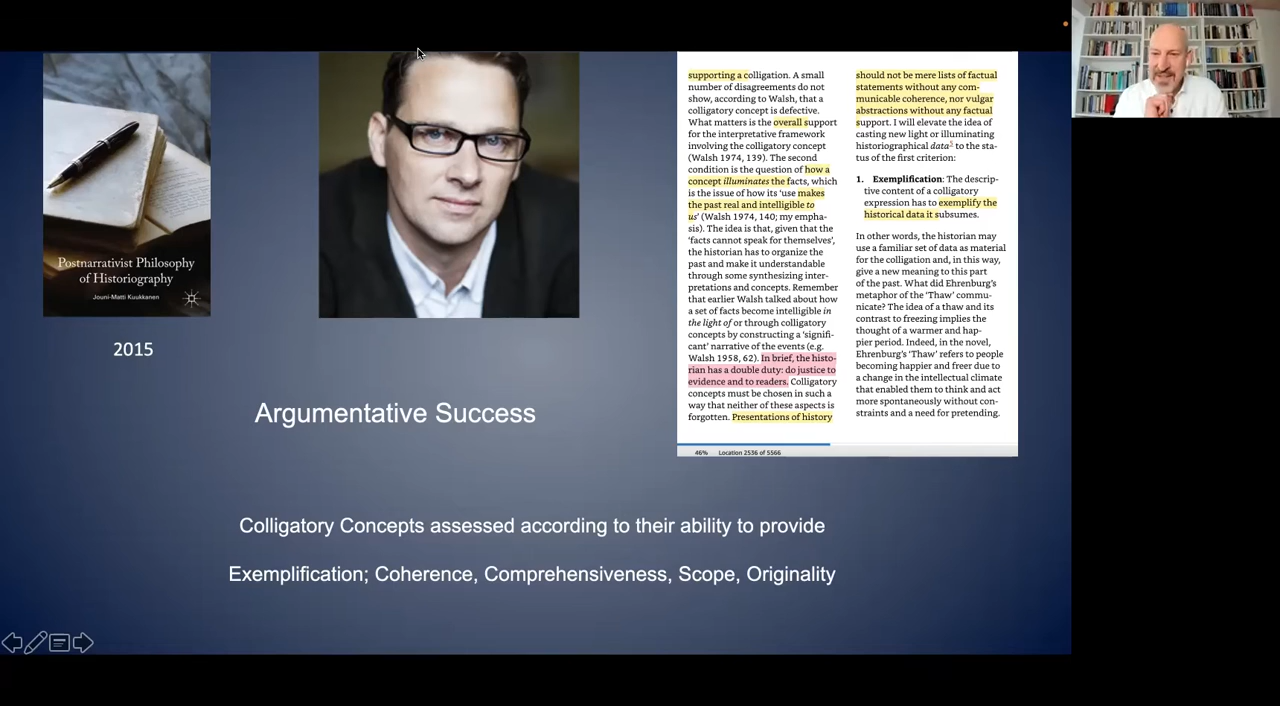 Postnarrativist Philosophy
of Historiography
Jouni-Matti Kuukkanen
2015
Argumentative Success
supporting a colligation. A small
number of disagreements do not
show, according to Walsh, that a
colligatory concept is defective.
What matters is the overall support
for the interpretative framework
involving the colligatory concept
(Walsh 1974, 139). The second
condition is the question of how a
concept illuminates the facts, which
is the issue of how its ‘use makes
the past real and intelligible to
us’ (Walsh 1974, 140; my empha-
sis). The idea is that, given that the
‘facts cannot speak for themselves’,
the historian has to organize the
past and make it understandable
through some synthesizing inter-
pretations and concepts. Remember
that earlier Walsh talked about how
a set of facts become intelligible in
the light of or through colligatory
concepts by constructing a ‘signifi-
cant’ narrative of the events (e.g.
Walsh 1958, 62). In brief, the histo-
rian has a double duty: do justice to
evidence and to readers. Colligatory
concepts must be chosen in such a
way that neither of these aspects is
forgotten. Presentations of history
should not be mere lists of factual
statements without any com-
municable coherence, nor vulgar
abstractions without any factual
support. I will elevate the idea of
casting new light or illuminating
historiographical data5 to the sta-
tus of the first criterion:
1. Exemplification: The descrip-
tive content of a colligatory
expression has to exemplify the
historical data it subsumes.
In other words, the historian may
use a familiar set of data as material
for the colligation and, in this way,
give a new meaning to this part
of the past. What did Ehrenburg’s
metaphor of the ‘Thaw’ commu-
nicate? The idea of a thaw and its
contrast to freezing implies the
thought of a warmer and hap-
pier period. Indeed, in the novel,
Ehrenburg’s ‘Thaw’ refers to people
becoming happier and freer due to
a change in the intellectual climate
that enabled them to think and act
more spontaneously without con-
straints and a need for pretending.
46% Location 2536 of 5566
Colligatory Concepts assessed according to their ability to provide
Exemplification; Coherence, Comprehensiveness, Scope, Originality